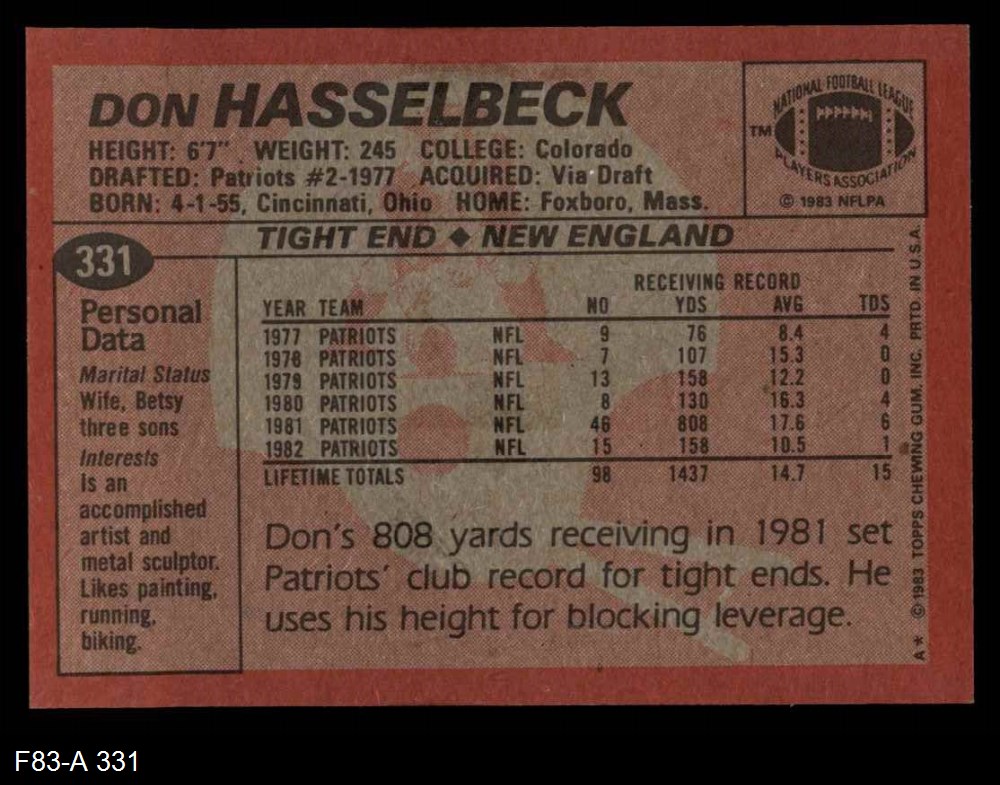 DON HASSELBECK
HEIGHT: 6'7" WEIGHT: 245 COLLEGE: Colorado
DRAFTED: Patriots #2-1977 ACQUIRED: Via Draft
BORN: 4-1-55, Cincinnati, Ohio HOME: Foxboro, Mass.
NATIONAL FOOTBALL LEAGUE
TM
PLAYERS ASSOCIATION
© 1983 NFLPA
331
TIGHT END ◆ NEW ENGLAND
Personal
Data
Marital Status
Wife, Betsy
three sons
Interests
Is an
accomplished
artist and
metal sculptor.
Likes painting,
running,
biking.
RECEIVING RECORD
YEAR TEAM NO YDS AVG TDS
1977 PATRIOTS NFL 9 76 8.4 4
1978 PATRIOTS NFL 7 107 15.3 0
1979 PATRIOTS NFL 13 158 12.2 0
1980 PATRIOTS NFL 8 130 16.3 4
1981 PATRIOTS NFL 46 808 17.6 6
1982 PATRIOTS NFL 15 158 10.5 1
LIFETIME TOTALS 98 1437 14.7 15
Don's 808 yards receiving in 1981 set
Patriots' club record for tight ends. He
uses his height for blocking leverage.
A* © 1983 TOPPS CHEWING GUM, INC. PRTD. IN U.S.A.
F83-A 331